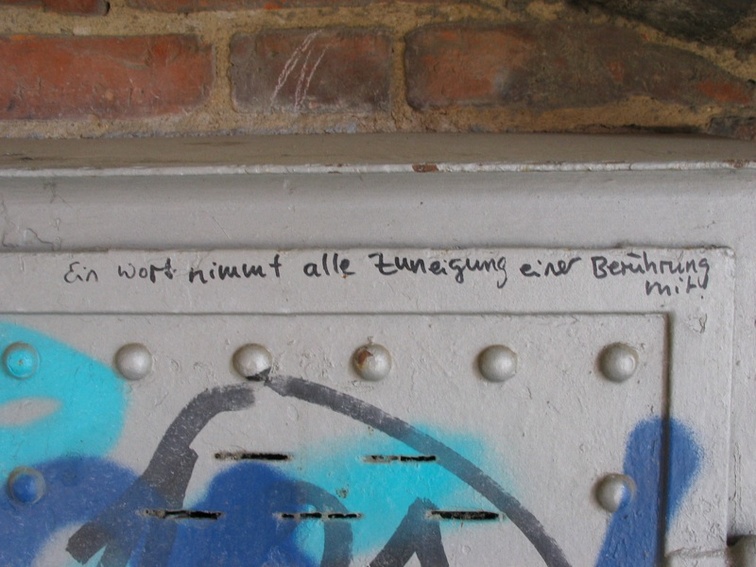 Ein Wort nimmt alle Zuneigung einer Berührung
mit!